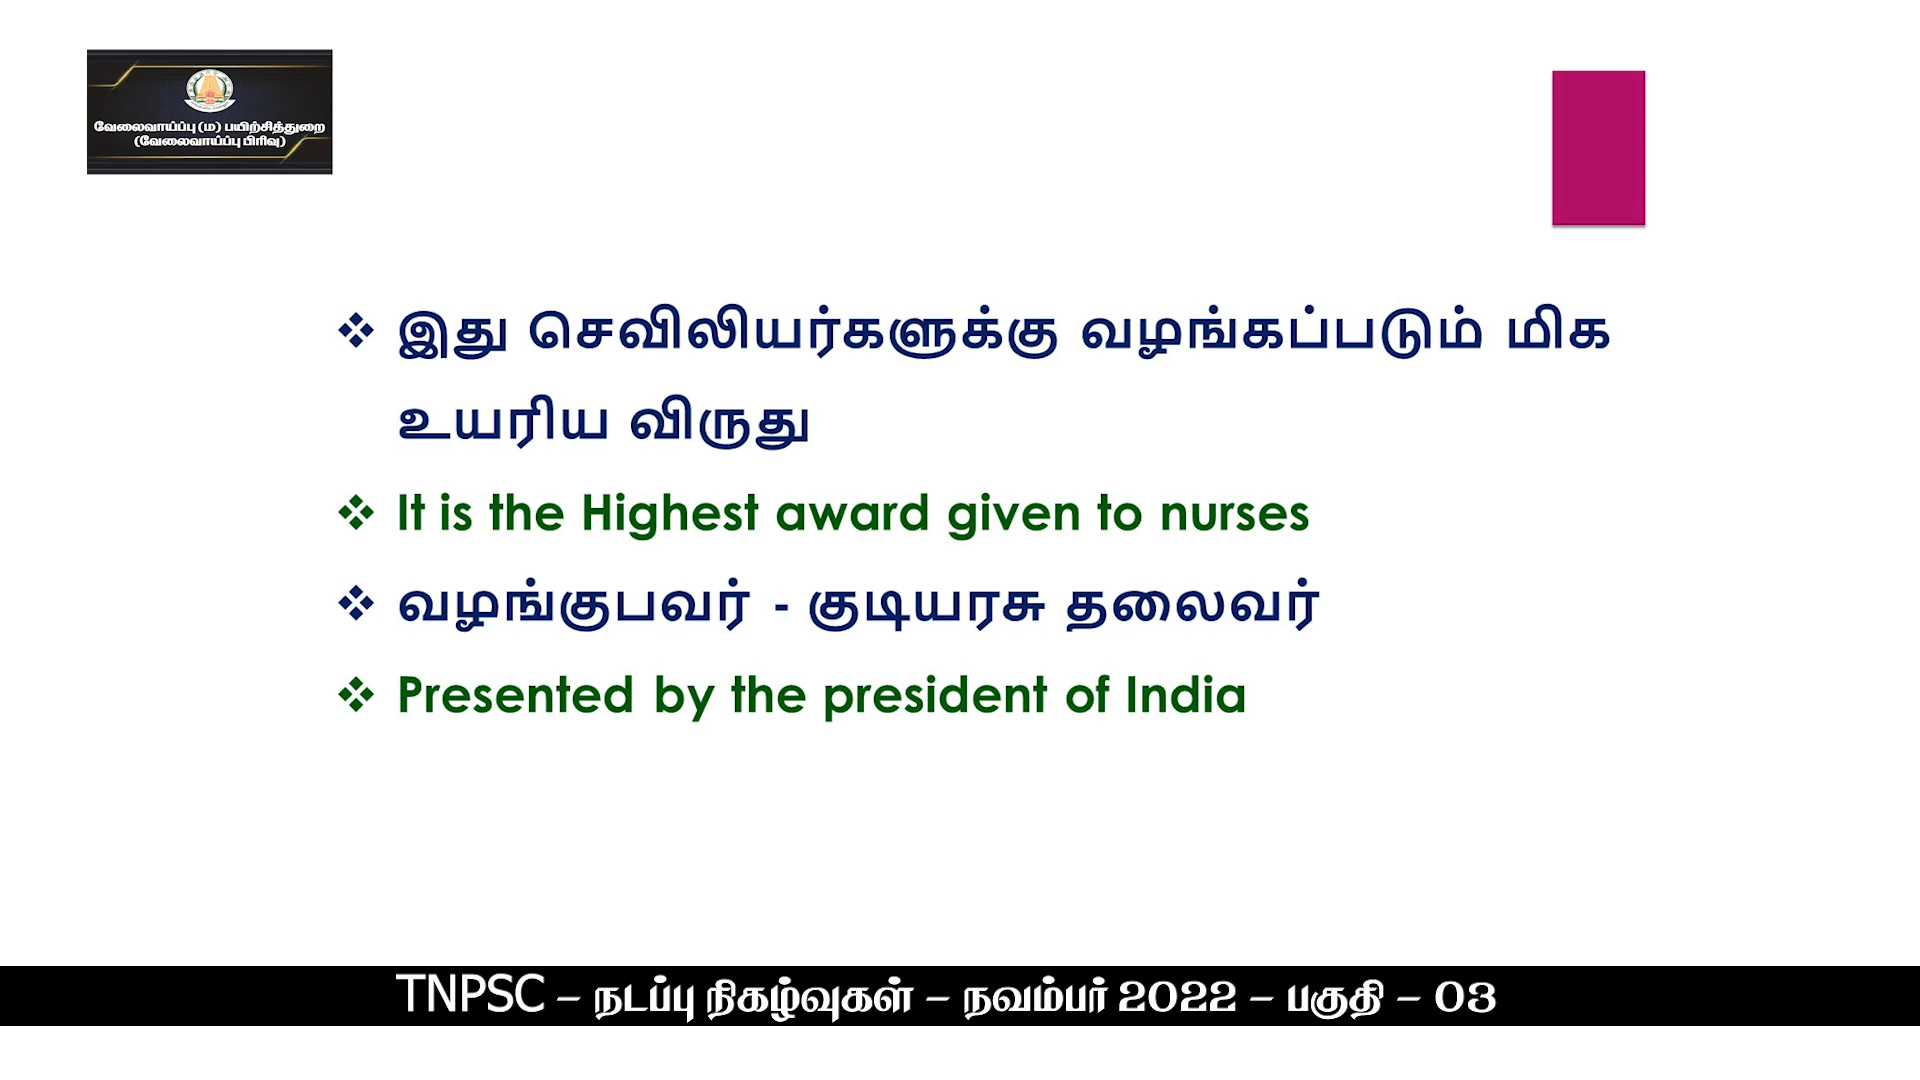 வேலைவாய்ப்பு (ம) பயிற்சித்துறை
(வேலைவாய்ப்பு பிரிவு)
❖ இது செவிலியர்களுக்கு வழங்கப்படும் மிக
உயரிய விருது
❖ It is the Highest award given to nurses
❖ வழங்குபவர் - குடியரசு தலைவர்
❖ Presented by the president of India
TNPSC – நடப்பு நிகழ்வுகள் – நவம்பர் 2022 – பகுதி – 03